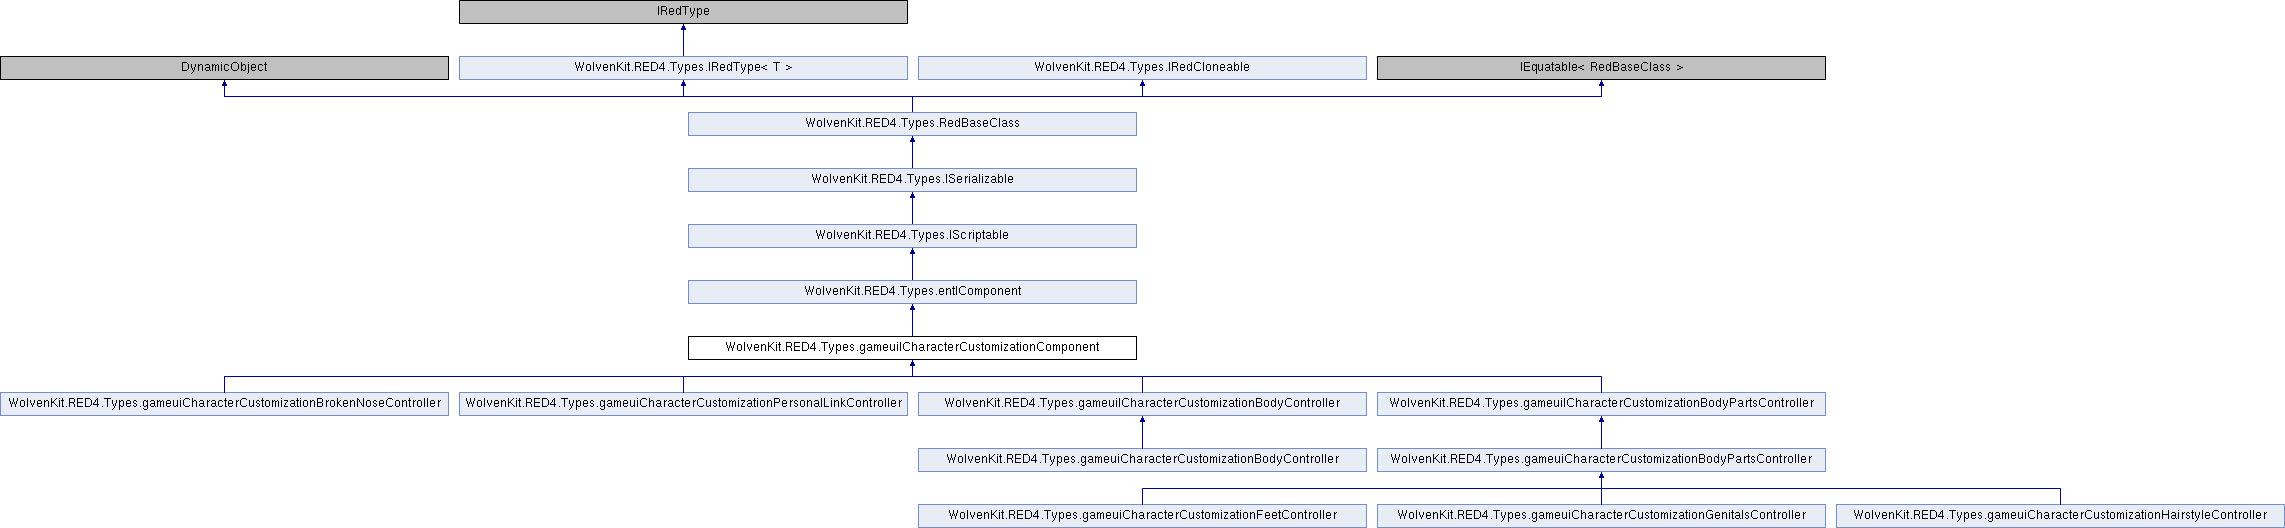 IRedType
DynamicObject
WolvenKit.RED4.Types.IRedType< T >
WolvenKit.RED4.Types.IRedCloneable
IEquatable< RedBaseClass >
WolvenKit.RED4.Types.RedBaseClass
WolvenKit.RED4.Types.ISerializable
WolvenKit.RED4.Types.IScriptable
WolvenKit.RED4.Types.entIComponent
WolvenKit.RED4.Types.gameuiICharacterCustomizationComponent
WolvenKit.RED4.Types.gameuiCharacterCustomizationBrokenNoseController
WolvenKit.RED4.Types.gameuiCharacterCustomizationPersonalLinkController
WolvenKit.RED4.Types.gameuiICharacterCustomizationBodyController
WolvenKit.RED4.Types.gameuiICharacterCustomizationBodyPartsController
WolvenKit.RED4.Types.gameuiCharacterCustomizationBodyController
WolvenKit.RED4.Types.gameuiCharacterCustomizationBodyPartsController
WolvenKit.RED4.Types.gameuiCharacterCustomizationFeetController
WolvenKit.RED4.Types.gameuiCharacterCustomizationGenitalsController
WolvenKit.RED4.Types.gameuiCharacterCustomizationHairstyleController